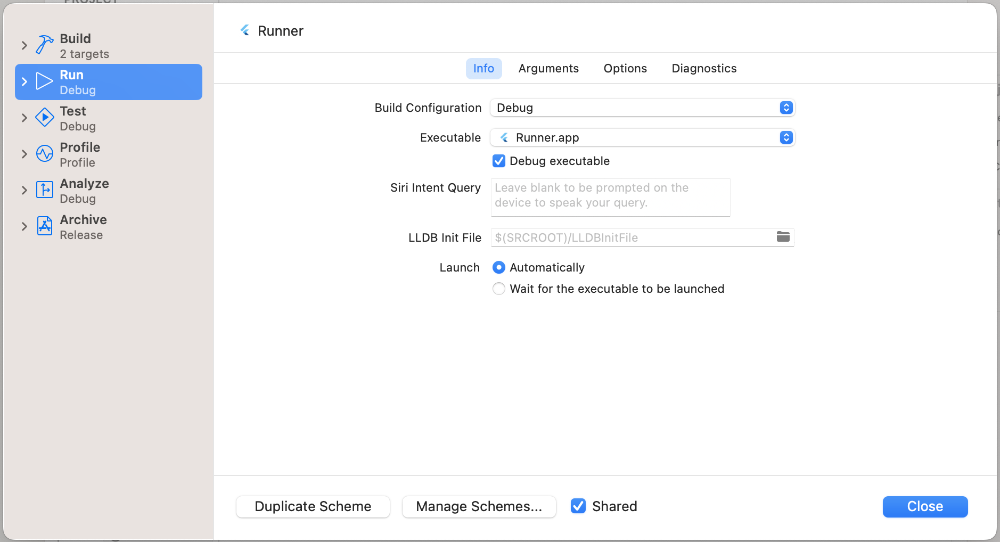 PROJECT
Build
2 targets
Run
Debug
Test
Debug
Profile
Profile
Analyze
Debug
Archive
Release
Runner
Info Arguments Options Diagnostics
Build Configuration Debug
Executable Runner.app
Debug executable
Siri Intent Query Leave blank to be prompted on the
device to speak your query.
LLDB Init File $(SRCROOT)/LLDBInitFile
Launch Automatically
Wait for the executable to be launched
Duplicate Scheme Manage Schemes... Shared Close